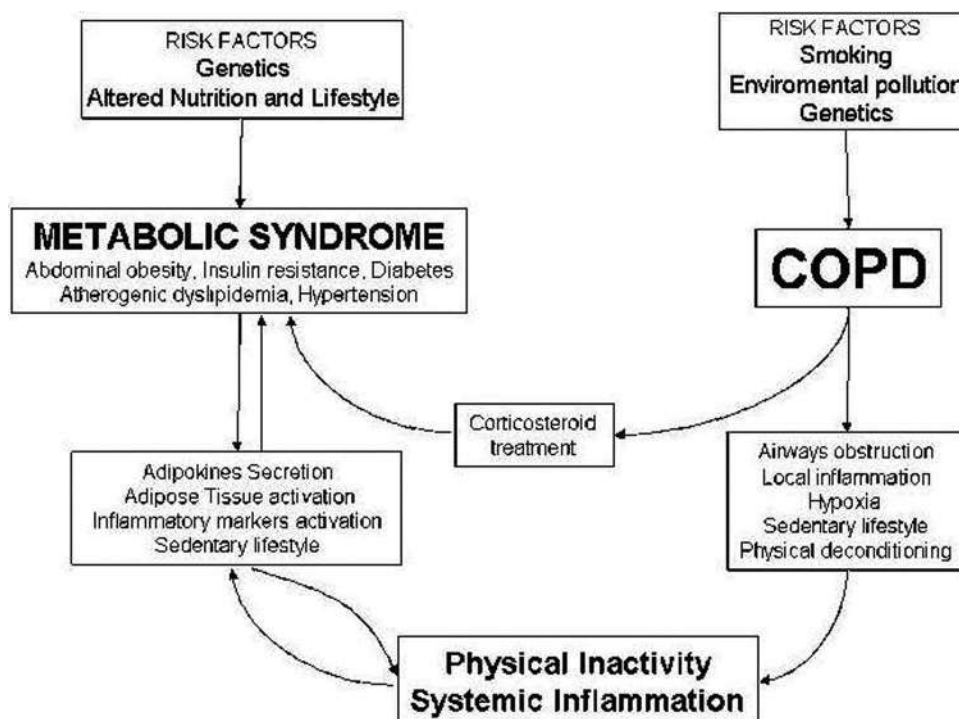 RISK FACTORS
Genetics
Altered Nutrition and Lifestyle
RISK FACTORS
Smoking
Enviromental pollution
Genetics
METABOLIC SYNDROME
Abdominal obesity, Insulin resistance, Diabetes
Atherogenic dyslipidemia, Hypertension
COPD
Corticosteroid
treatment
Adipokines Secretion
Adipose Tissue activation
Inflammatory markers activation
Sedentary lifestyle
Airways obstruction
Local inflammation
Hypoxia
Sedentary lifestyle
Physical deconditioning
Physical Inactivity
Systemic Inflammation